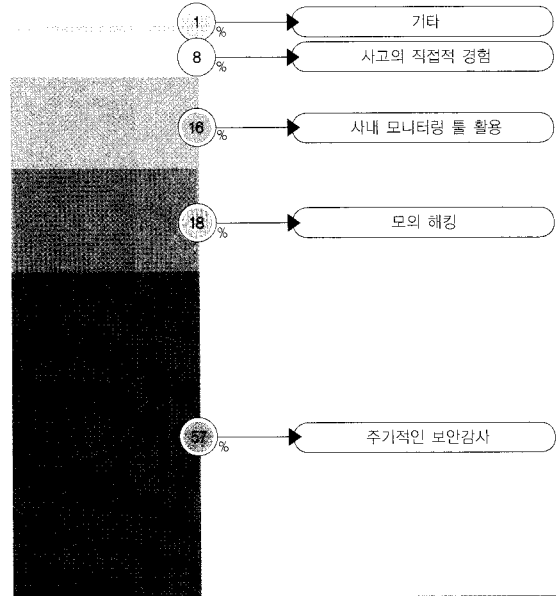 1 % 기타
8 % 사고의 직접적 경험
16 % 사내 모니터링 툴 활용
18 % 모의 해킹
57 % 주기적인 보안감사